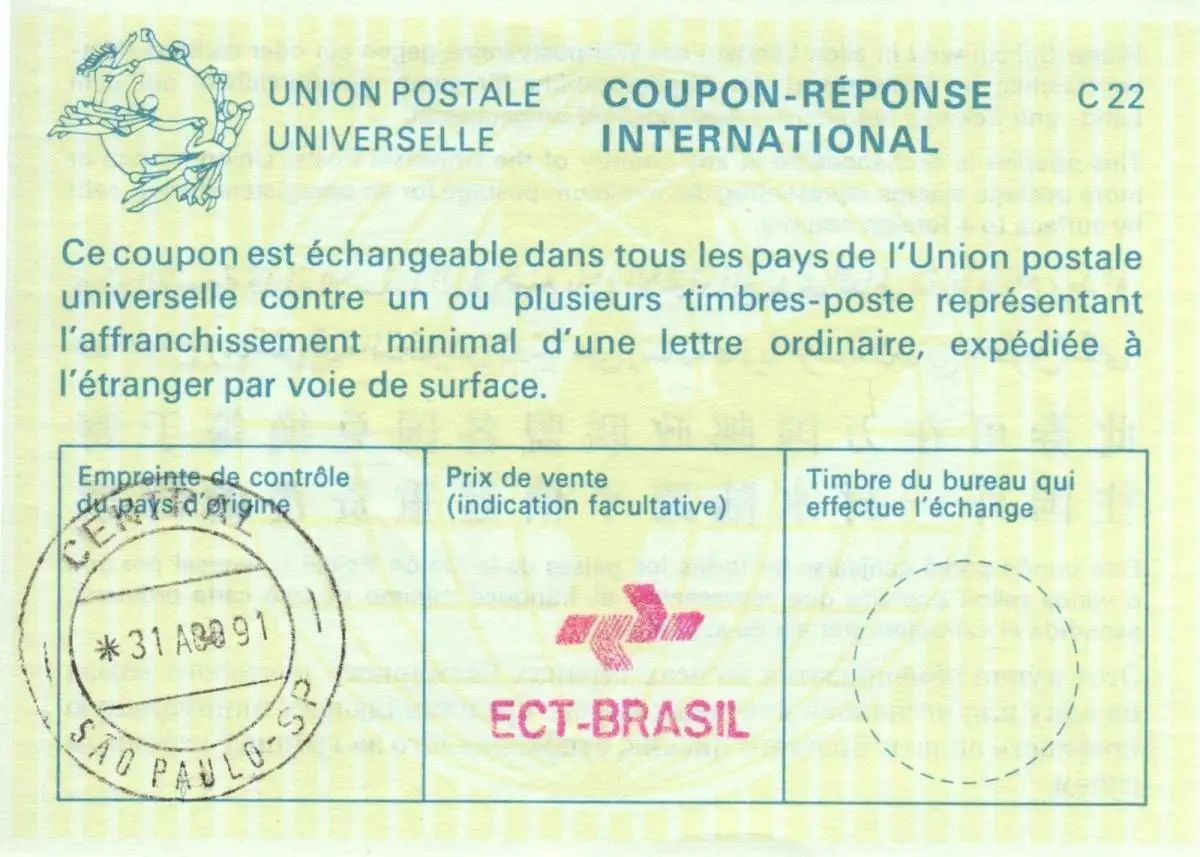 UNION POSTALE
UNIVERSELLE
COUPON-RÉPONSE
INTERNATIONAL
C 22
Ce coupon est échangeable dans tous les pays de l'Union postale
universelle contre un ou plusieurs timbres-poste représentant
l'affranchissement minimal d'une lettre ordinaire, expédiée à
l'étranger par voie de surface.
Empreinte de contrôle
du pays d'origine
Prix de vente
(indication facultative)
Timbre du bureau qui
effectue l'échange
CENTRAL
* 31 AGO 91
SÃO PAULO-SP
ECT-BRASIL